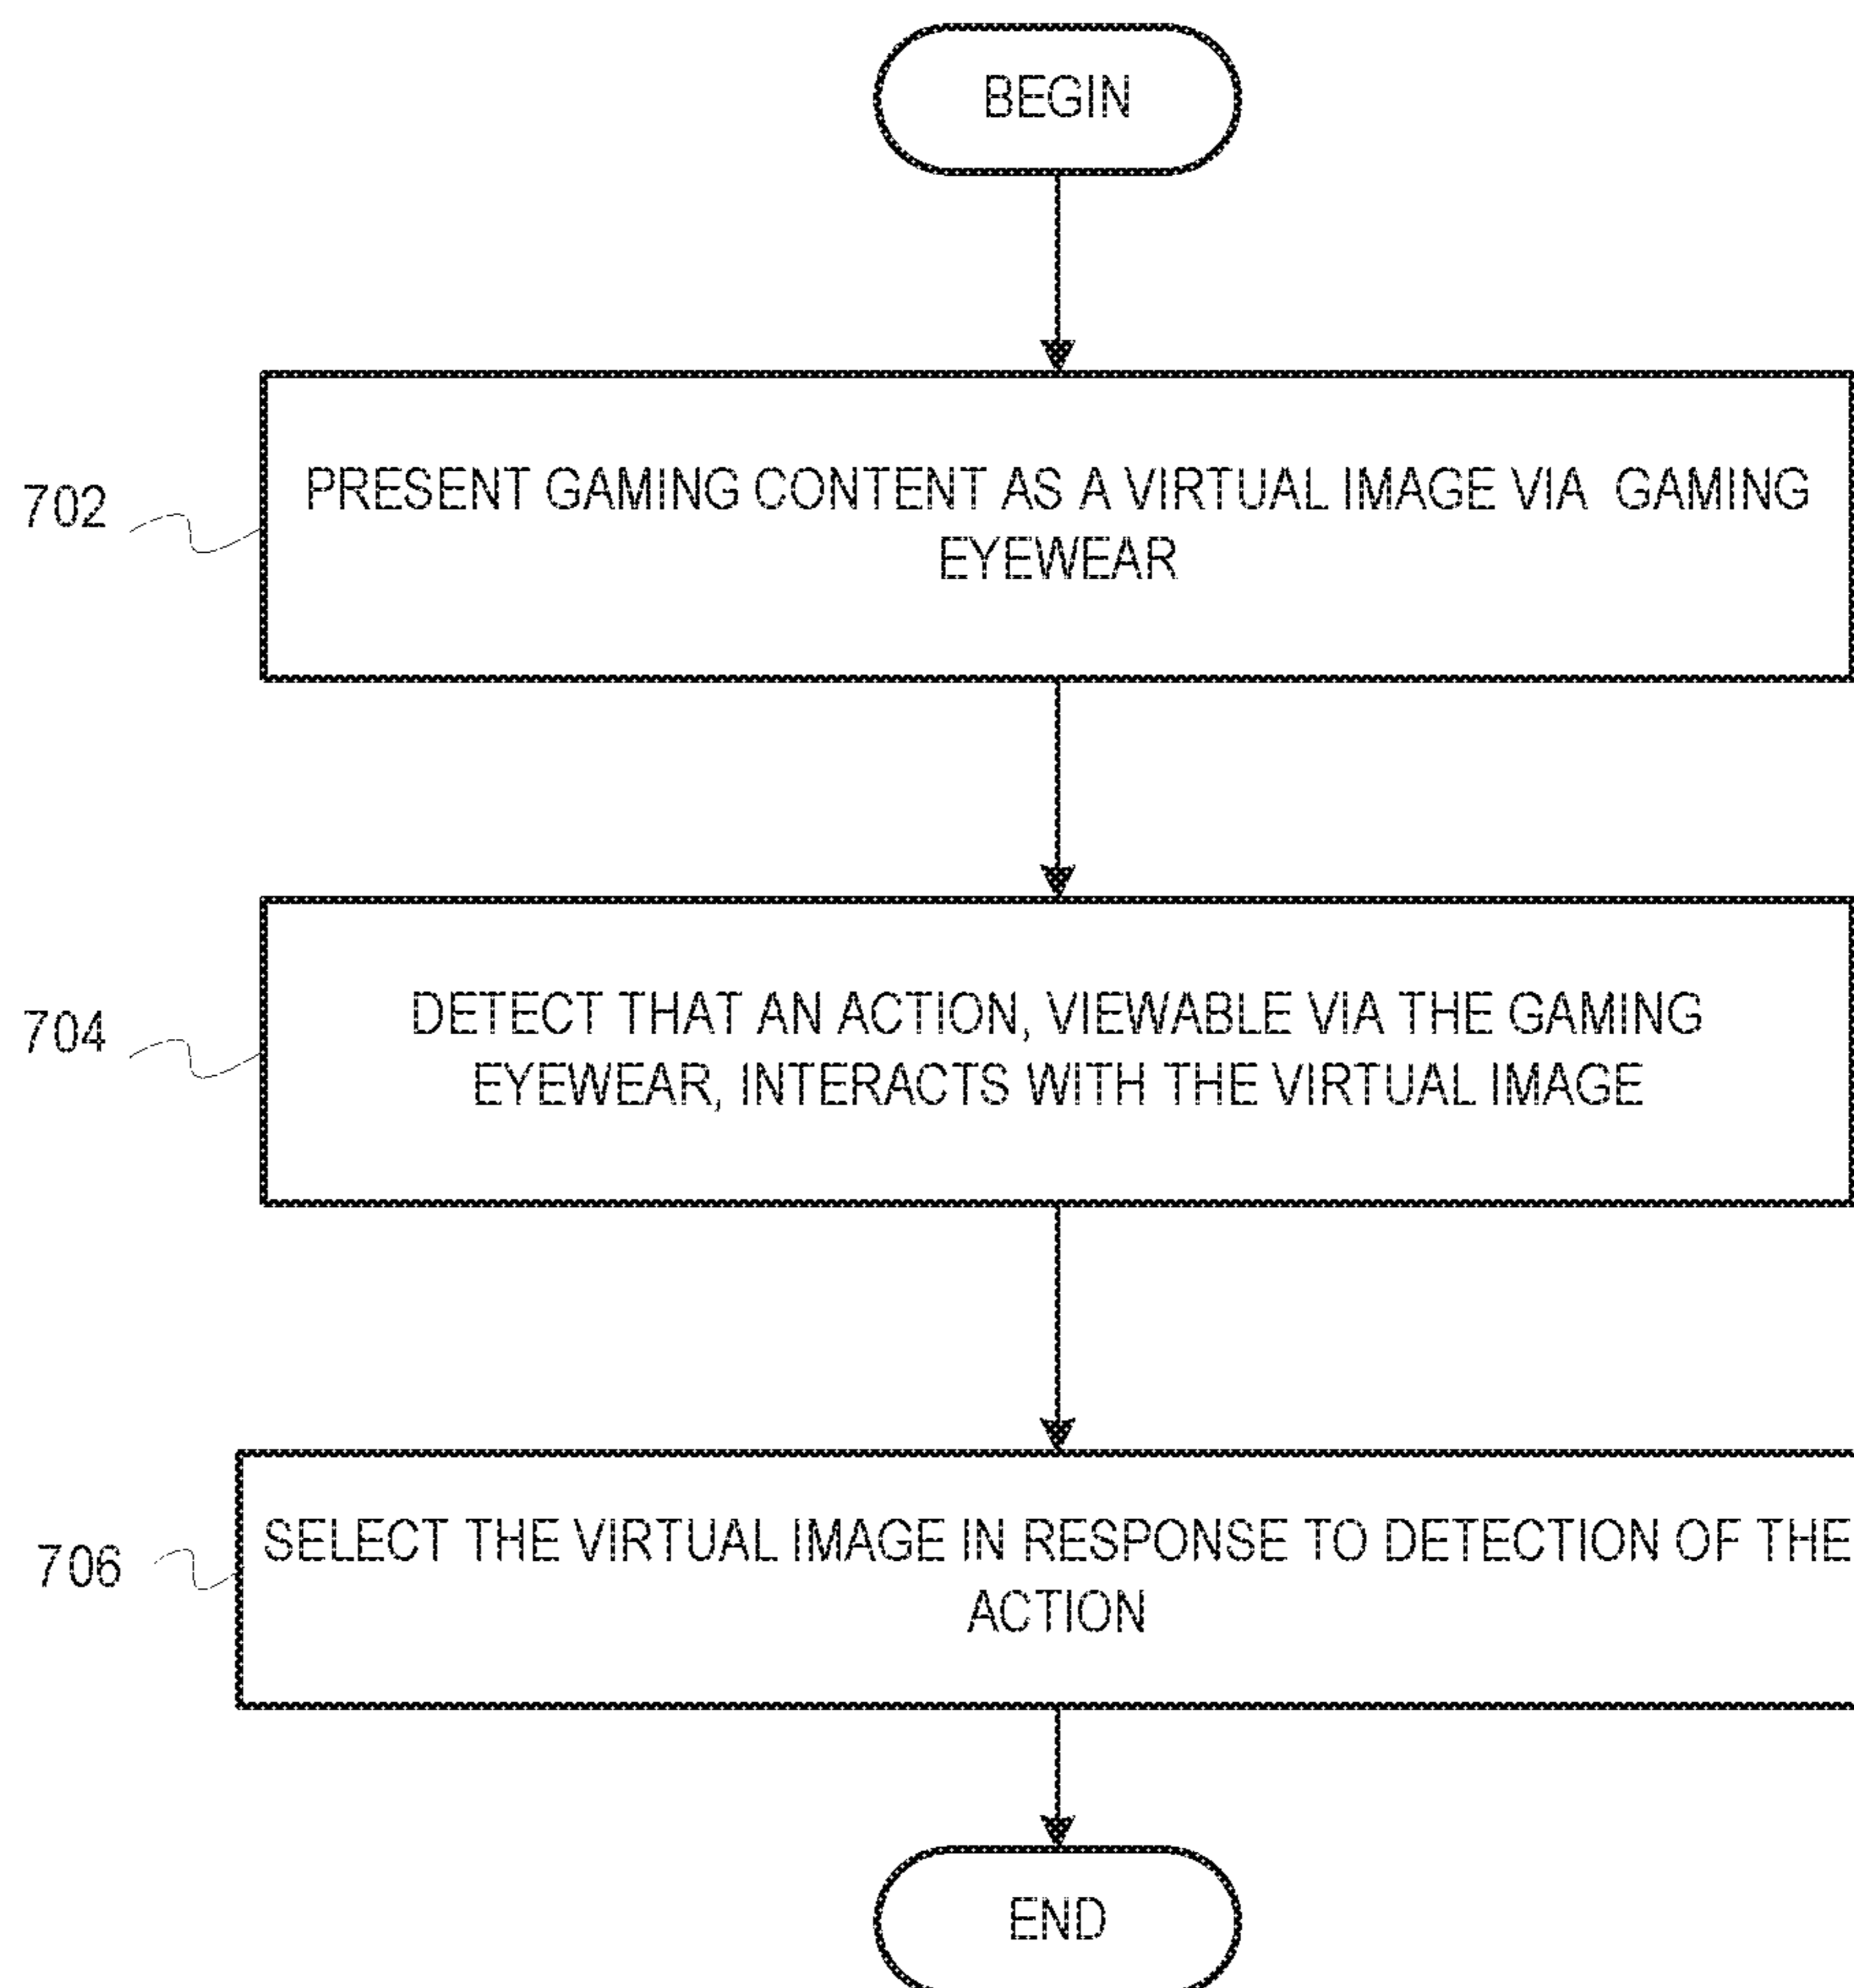 BEGIN
702
PRESENT GAMING CONTENT AS A VIRTUAL IMAGE VIA GAMING
EYEWEAR
704
DETECT THAT AN ACTION, VIEWABLE VIA THE GAMING
EYEWEAR, INTERACTS WITH THE VIRTUAL IMAGE
706
SELECT THE VIRTUAL IMAGE IN RESPONSE TO DETECTION OF THE
ACTION
END